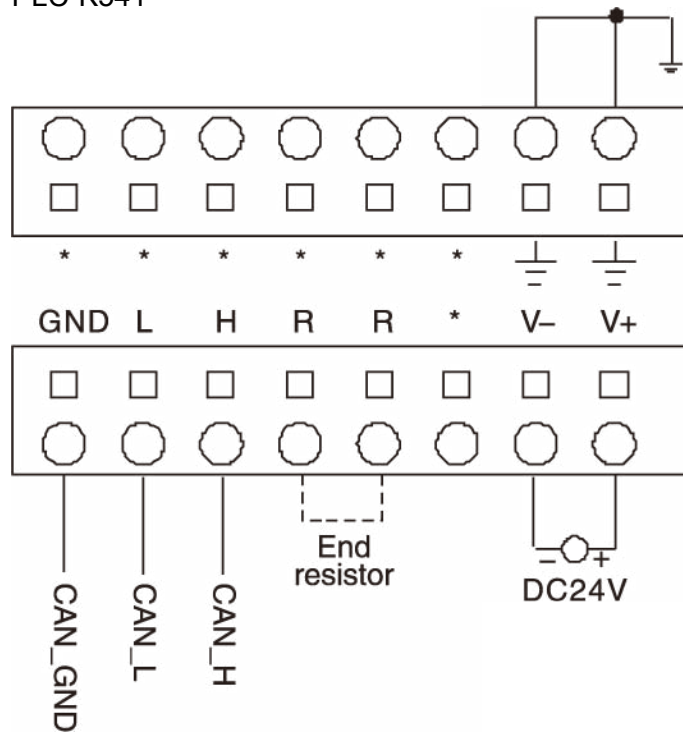 * * * * * *
GND L H R R * V– V+
End
resistor
– +
DC24V
CAN_GND
CAN_L
CAN_H